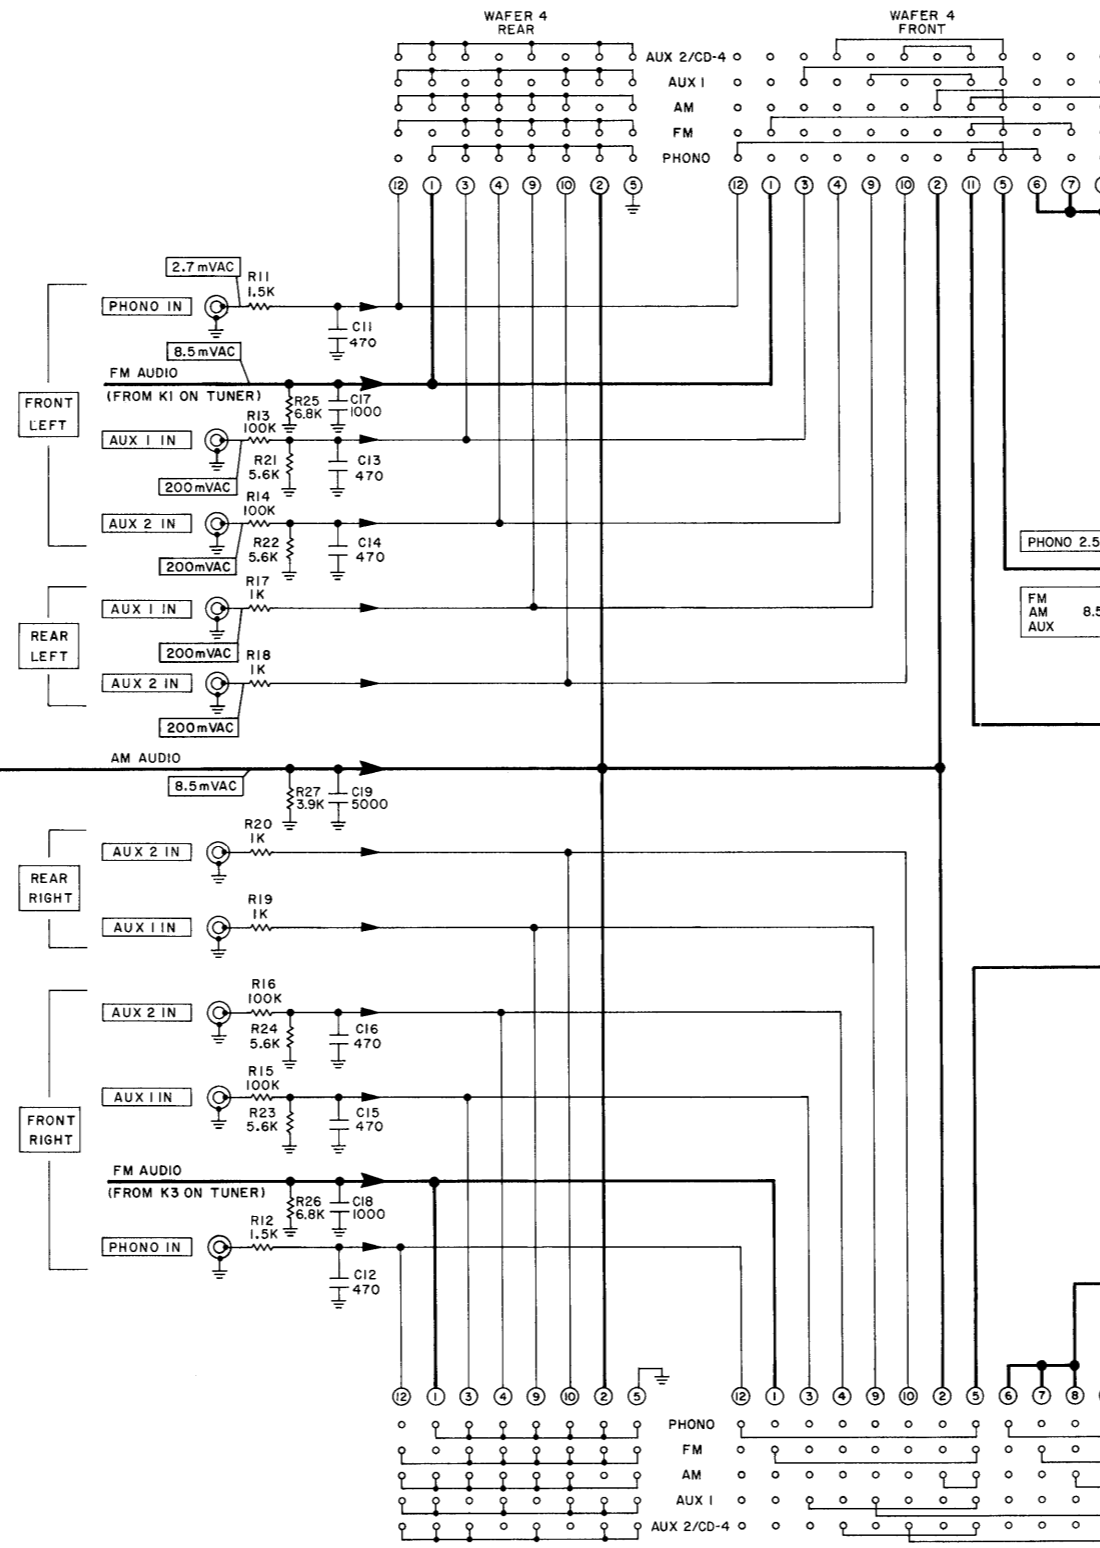 WAFER 4
REAR
WAFER 4
FRONT
AUX 2/CD-4
AUX 1
AM
FM
PHONO
12 1 3 4 9 10 2 5
12 1 3 4 9 10 2 11 5 6 7
2.7 mVAC
R11
1.5K
PHONO IN
C11
470
8.5 mVAC
FM AUDIO
(FROM K1 ON TUNER)
R25
6.8K
C17
1000
FRONT
LEFT
R13
100K
AUX 1 IN
R21
5.6K
C13
470
200 mVAC
R14
100K
AUX 2 IN
R22
5.6K
C14
470
200mVAC
PHONO 2.5
R17
1K
AUX 1 IN
FM
AM 8.5
AUX
REAR
LEFT
200mVAC
R18
1K
AUX 2 IN
200mVAC
AM AUDIO
8.5mVAC
R27
3.9K
C19
5000
R20
1K
AUX 2 IN
REAR
RIGHT
R19
1K
AUX 1 IN
R16
100K
AUX 2 IN
R24
5.6K
C16
470
R15
100K
AUX 1 IN
R23
5.6K
C15
470
FRONT
RIGHT
FM AUDIO
(FROM K3 ON TUNER)
R26
6.8K
C18
1000
R12
1.5K
PHONO IN
C12
470
12 1 3 4 9 10 2 5
12 1 3 4 9 10 2 5 6 7 8
PHONO
FM
AM
AUX 1
AUX 2/CD-4